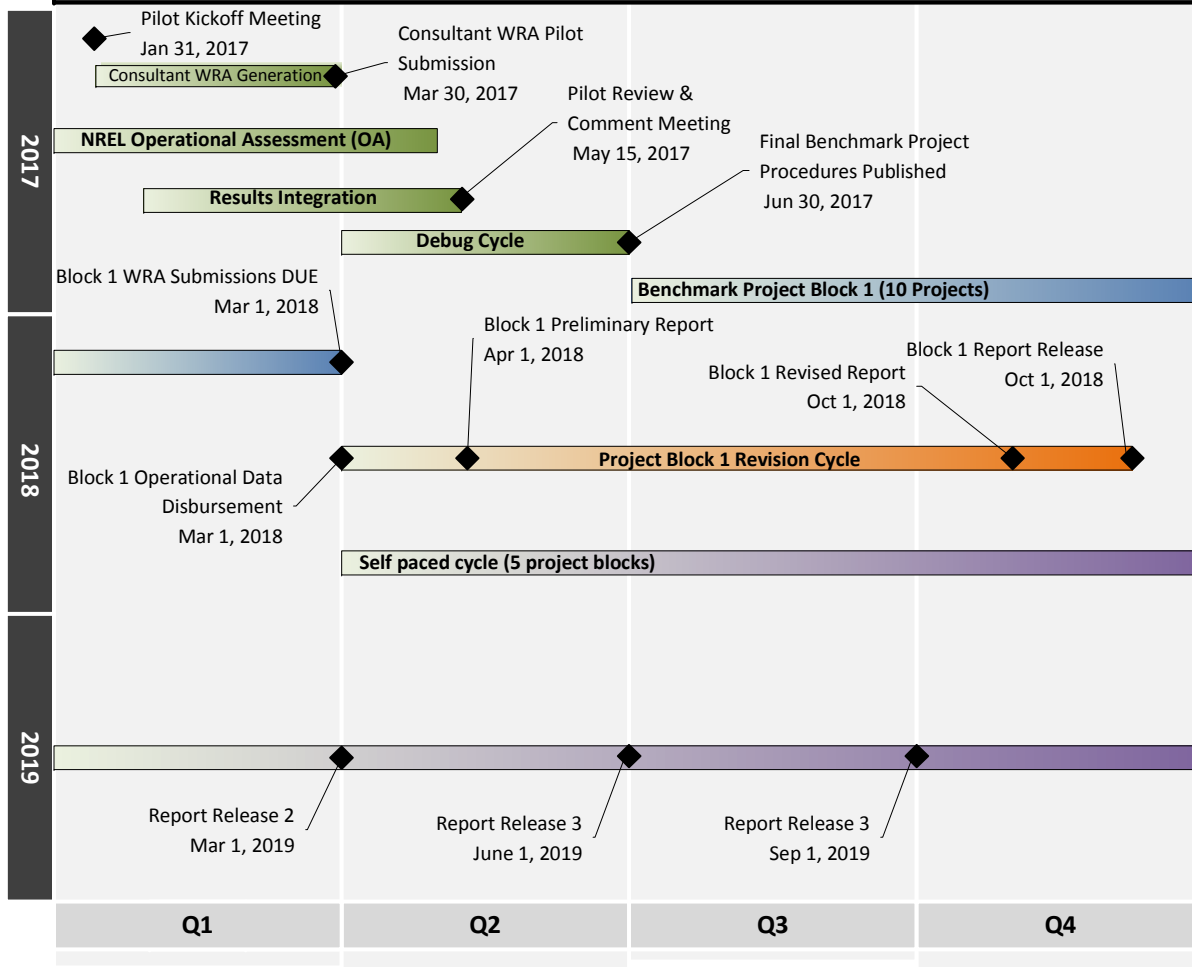 Pilot Kickoff Meeting
Jan 31, 2017
Consultant WRA Generation
Consultant WRA Pilot
Submission
Mar 30, 2017
NREL Operational Assessment (OA)
Pilot Review &
Comment Meeting
May 15, 2017
Final Benchmark Project
Procedures Published
Jun 30, 2017
Results Integration
Debug Cycle
2017
Block 1 WRA Submissions DUE
Mar 1, 2018
Benchmark Project Block 1 (10 Projects)
Block 1 Preliminary Report
Apr 1, 2018
Block 1 Revised Report
Oct 1, 2018
Block 1 Report Release
Oct 1, 2018
Project Block 1 Revision Cycle
Block 1 Operational Data
Disbursement
Mar 1, 2018
Self paced cycle (5 project blocks)
2018
Report Release 2
Mar 1, 2019
Report Release 3
June 1, 2019
Report Release 3
Sep 1, 2019
2019
Q1
Q2
Q3
Q4